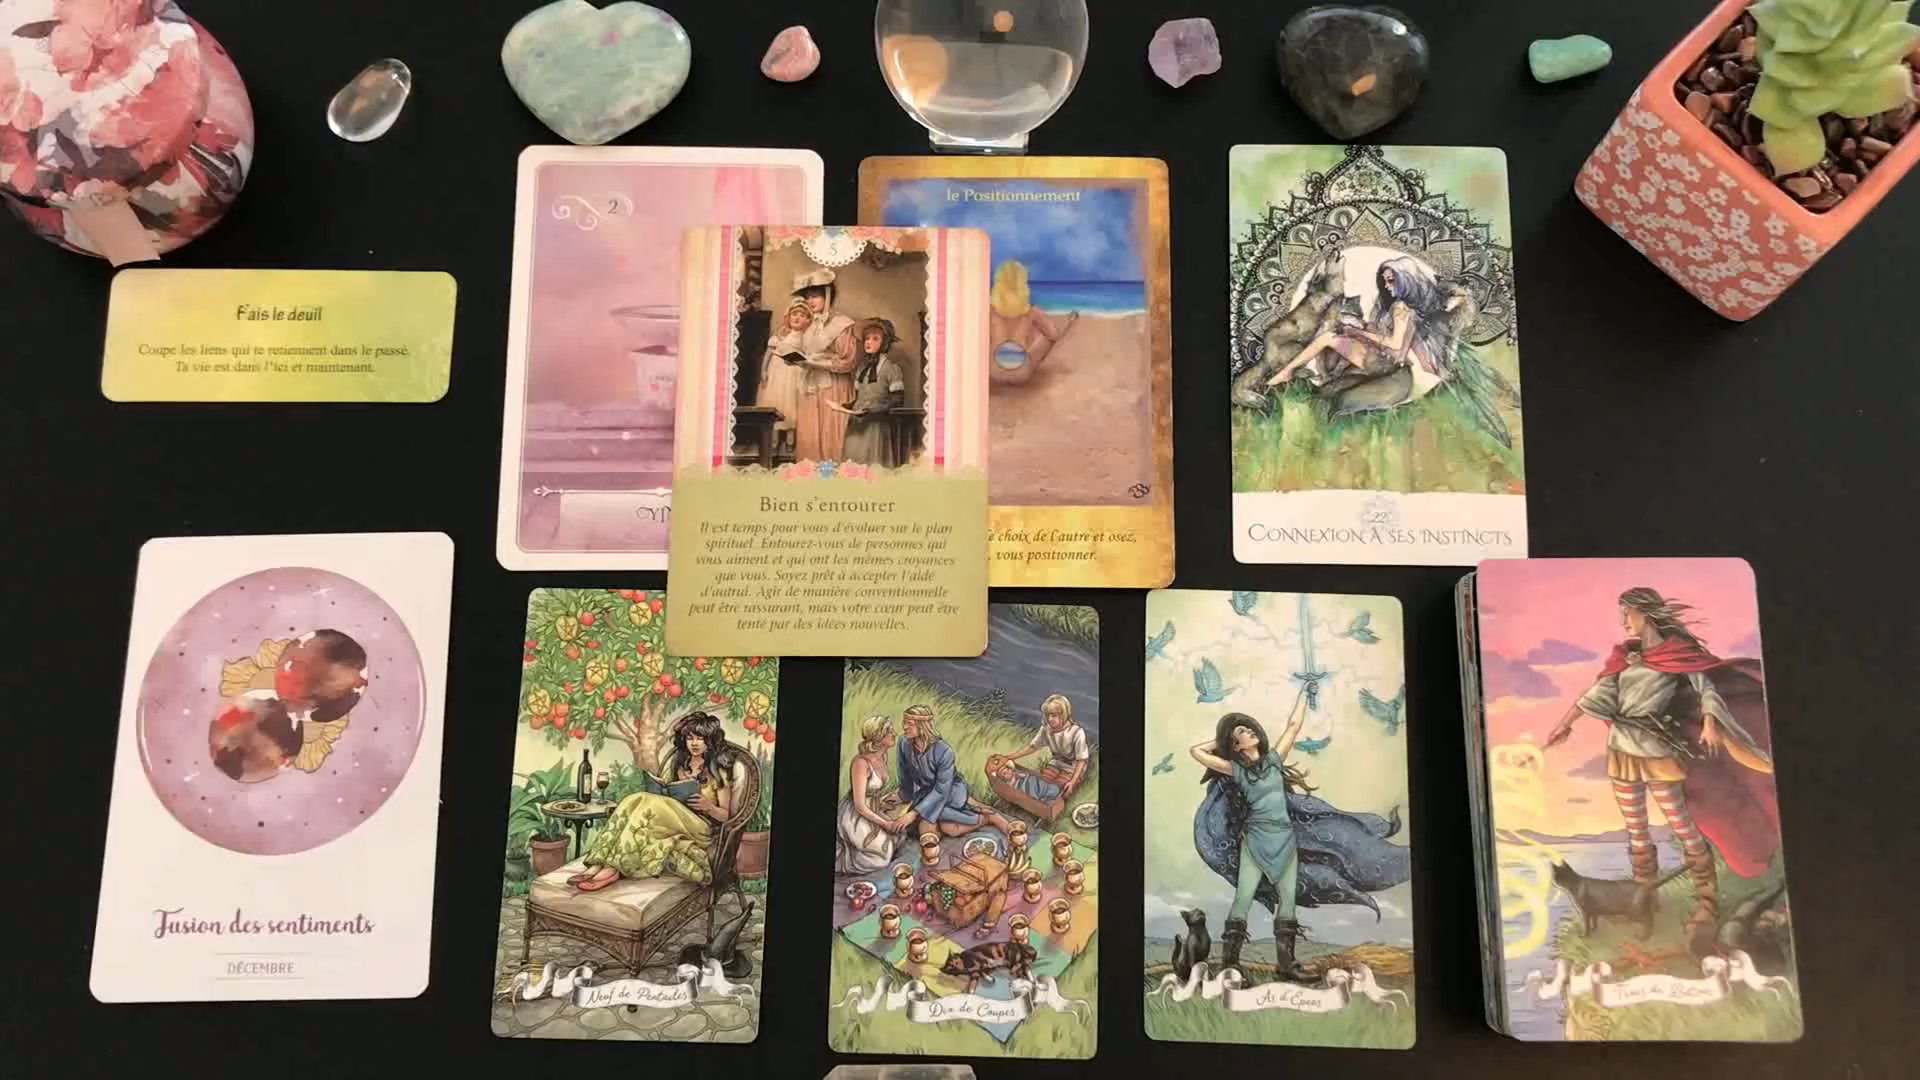 Fais le deuil
Coupe les liens qui te retiennent dans le passé.
Ta vie est dans l'ici et maintenant.
2
le Positionnement
choix de l'autre et osez,
vous positionner.
5
Bien s'entourer
Il est temps pour vous d'évoluer sur le plan
spirituel. Entourez-vous de personnes qui
vous aiment et qui ont les mêmes croyances
que vous. Soyez prêt à accepter l'aide
d'autrui. Agir de manière conventionnelle
peut être rassurant, mais votre cœur peut être
tenté par des idées nouvelles.
22
CONNEXION À SES INSTINCTS
Fusion des sentiments
DÉCEMBRE
Neuf de Pentacles
Dix de Coupes
As d'Épées